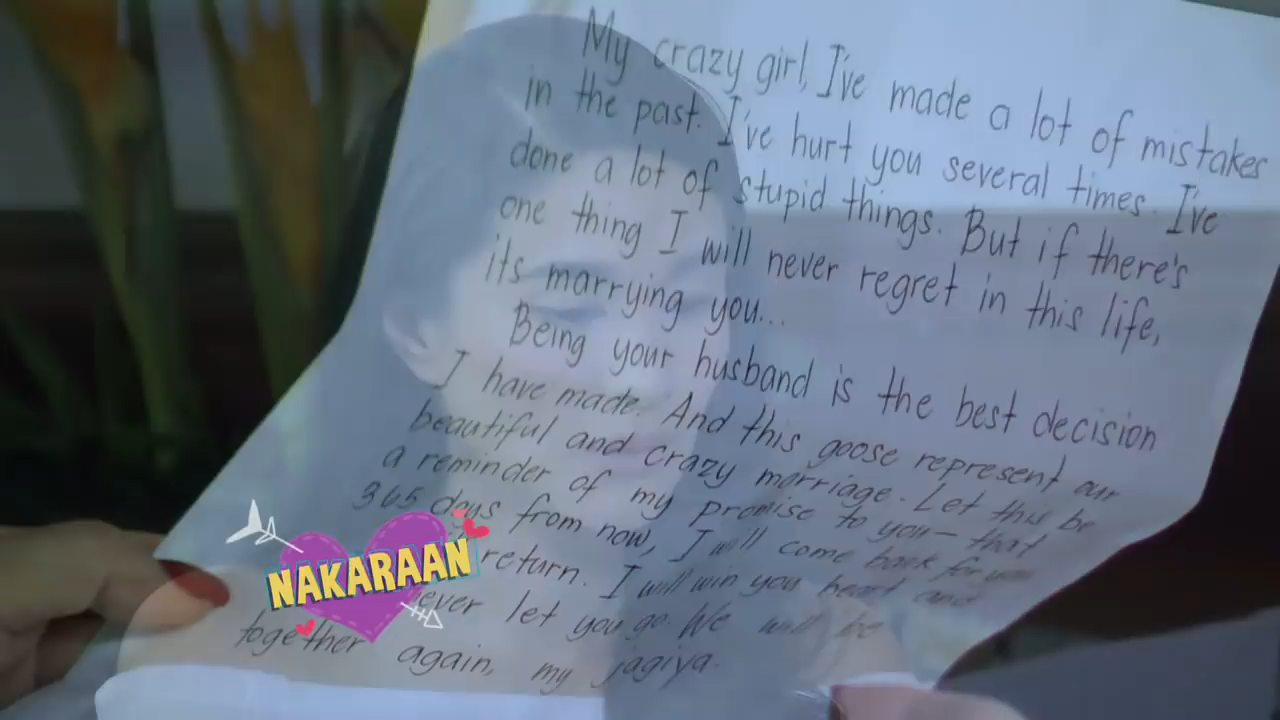 My crazy girl, I've made a lot of mistakes
in the past. I've hurt you several times. I've
done a lot of stupid things. But if there's
one thing I will never regret in this life,
its marrying you...
Being your husband is the best decision
I have made. And this goose represent our
beautiful and crazy marriage. Let this be
a reminder of my promise to you- that
365 days from now, I will come back for you
return. I will win you heart and
ever let you go. We will be
together again, my jagiya.
NAKARAAN